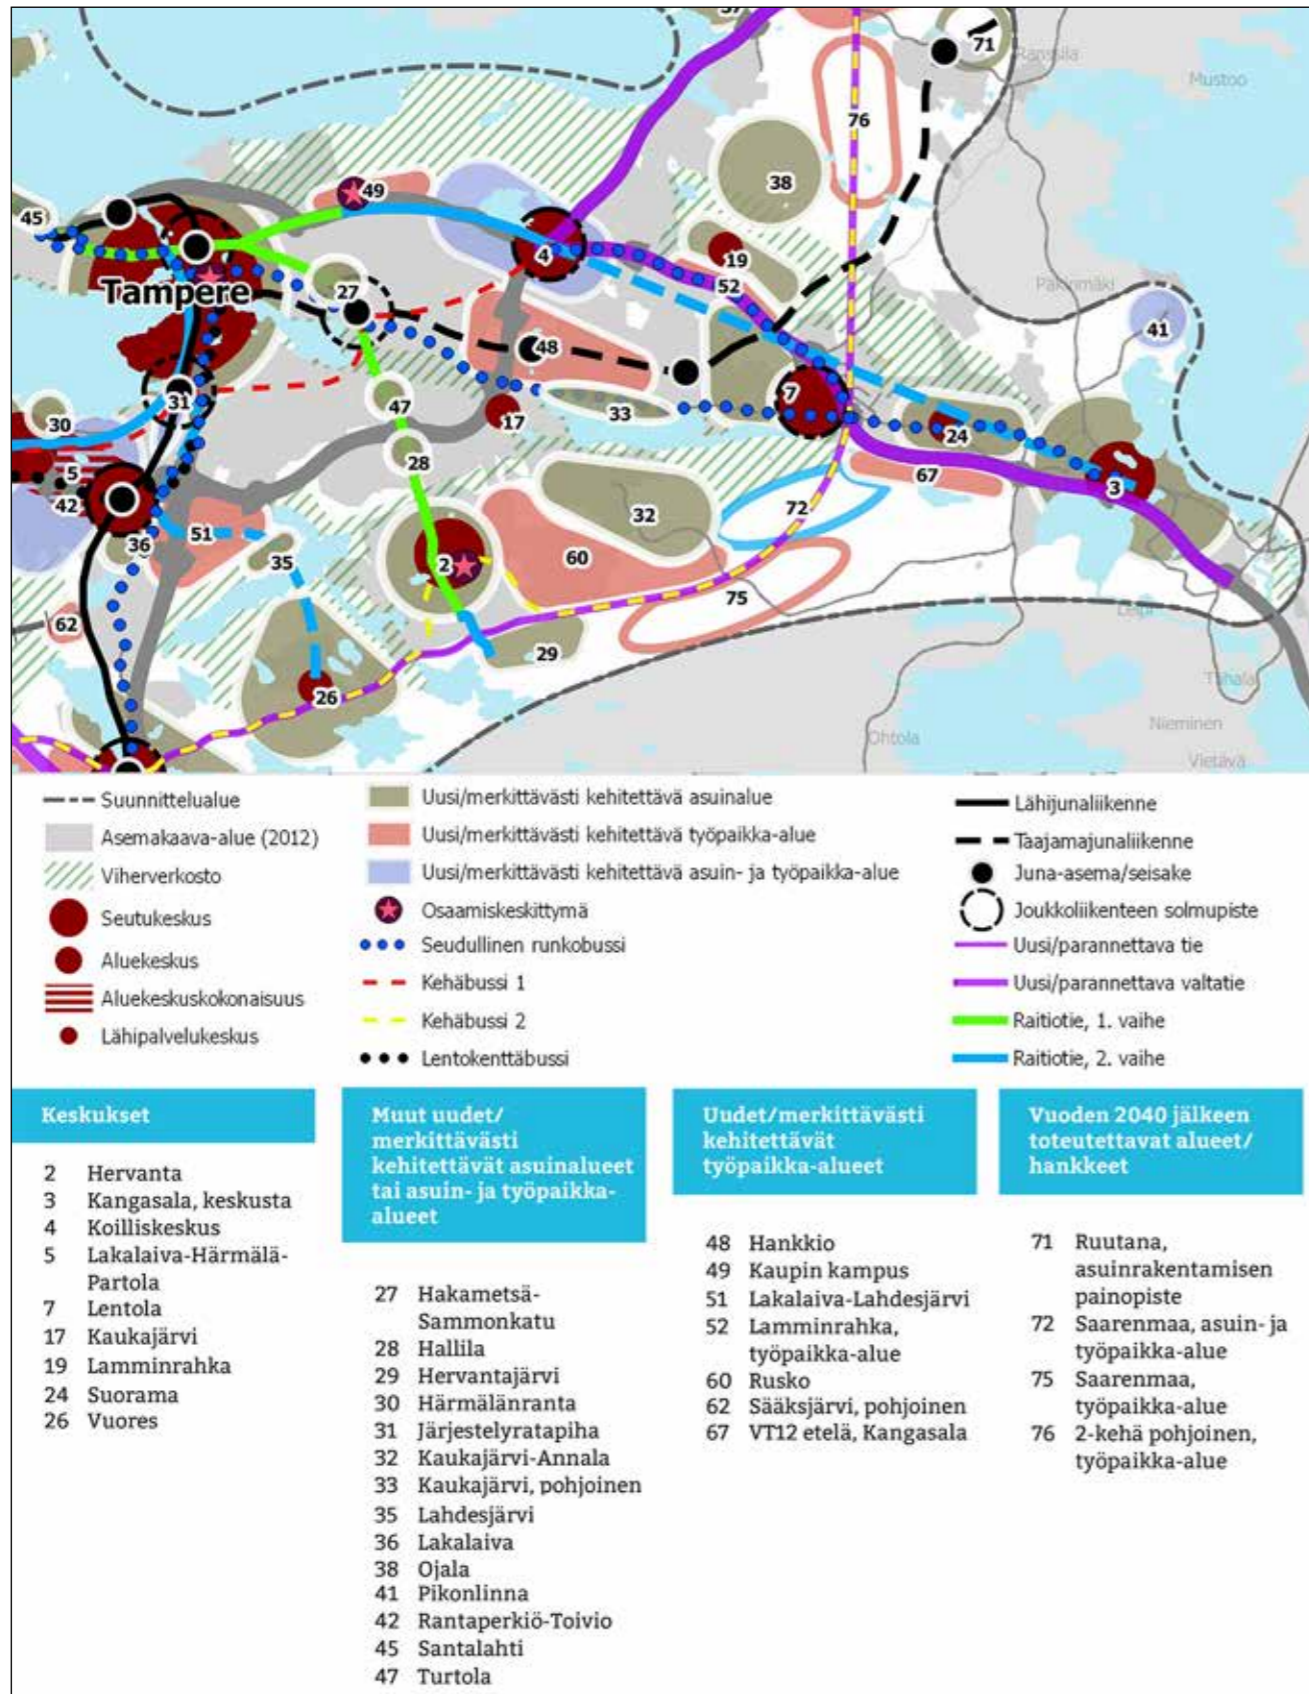 37
71
Ranssila
Mustoo
76
38
49
45
4
19
52
Pakinmäki
41
Tampere
27
48
7
30
31
47
17
33
24
5
28
67
3
42
51
32
72
36
35
2
60
75
62
29
26
Tiihala
Ohtola
Nieminen
Vietävä
Suunnittelualue
Asemakaava-alue (2012)
Viherverkosto
Seutukeskus
Aluekeskus
Aluekeskuskokonaisuus
Lähipalvelukeskus
Uusi/merkittävästi kehitettävä asuinalue
Uusi/merkittävästi kehitettävä työpaikka-alue
Uusi/merkittävästi kehitettävä asuin- ja työpaikka-alue
Osaamiskeskittymä
Seudullinen runkobussi
Kehäbussi 1
Kehäbussi 2
Lentokenttäbussi
Lähijunaliikenne
Taajamajunaliikenne
Juna-asema/seisake
Joukkoliikenteen solmupiste
Uusi/parannettava tie
Uusi/parannettava valtatie
Raitiotie, 1. vaihe
Raitiotie, 2. vaihe
Keskukset
2 Hervanta
3 Kangasala, keskusta
4 Koilliskeskus
5 Lakalaiva-Härmälä-
Partola
7 Lentola
17 Kaukajärvi
19 Lamminrahka
24 Suorama
26 Vuores
Muut uudet/
merkittävästi
kehitettävät asuinalueet
tai asuin- ja työpaikka-
alueet
27 Hakametsä-
Sammonkatu
28 Hallila
29 Hervantajärvi
30 Härmälänranta
31 Järjestelyratapiha
32 Kaukajärvi-Annala
33 Kaukajärvi, pohjoinen
35 Lahdesjärvi
36 Lakalaiva
38 Ojala
41 Pikonlinna
42 Rantaperkiö-Toivio
45 Santalahti
47 Turtola
Uudet/merkittävästi
kehitettävät
työpaikka-alueet
48 Hankkio
49 Kaupin kampus
51 Lakalaiva-Lahdesjärvi
52 Lamminrahka,
työpaikka-alue
60 Rusko
62 Sääksjärvi, pohjoinen
67 VT12 etelä, Kangasala
Vuoden 2040 jälkeen
toteutettavat alueet/
hankkeet
71 Ruutana,
asuinrakentamisen
painopiste
72 Saarenmaa, asuin- ja
työpaikka-alue
75 Saarenmaa,
työpaikka-alue
76 2-kehä pohjoinen,
työpaikka-alue